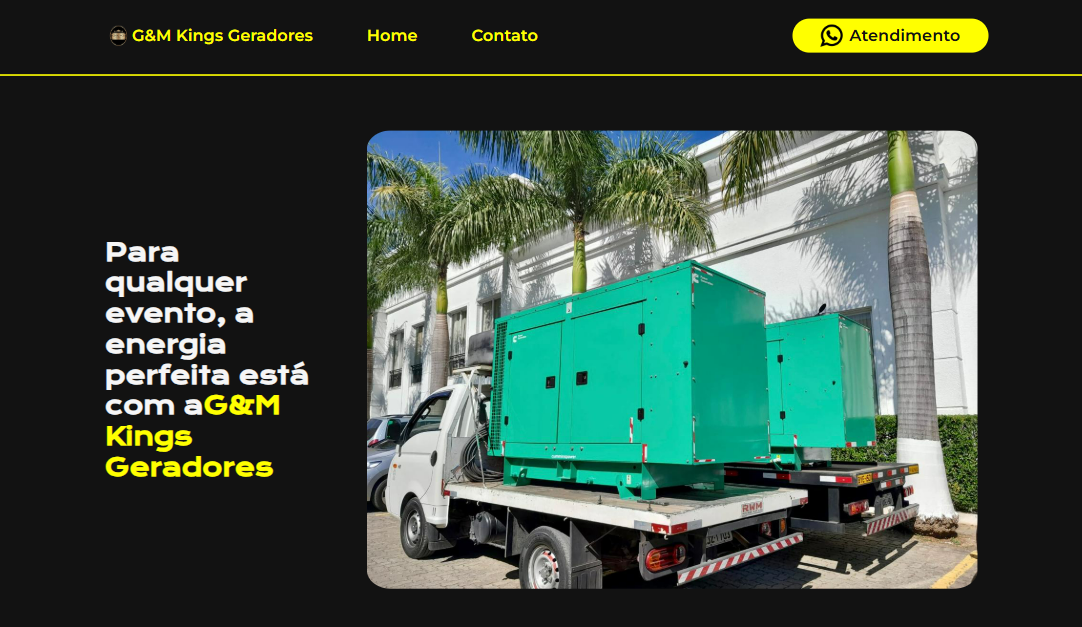 G&M Kings Geradores
Home
Contato
Atendimento
Para
qualquer
evento, a
energia
perfeita está
com aG&M
Kings
Geradores
RWM